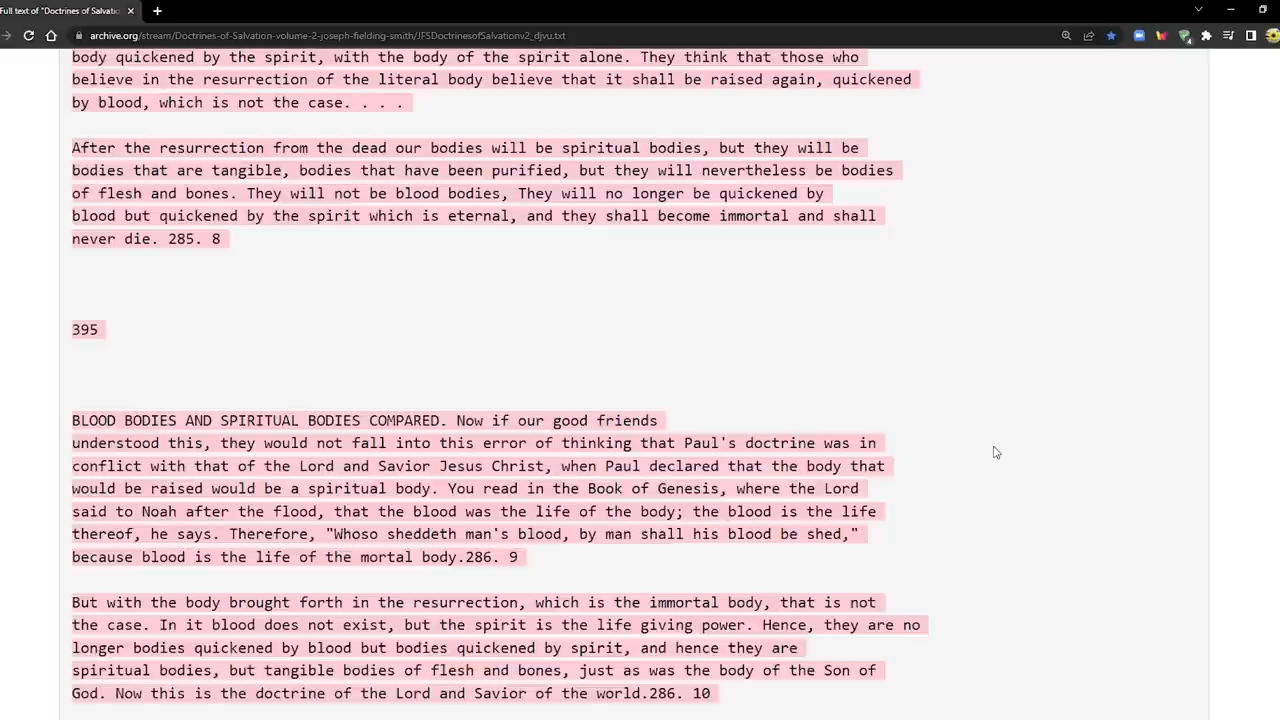 Full text of "Doctrines of Salvatio
archive.org/stream/Doctrines-of-Salvation-volume-2-joseph-fielding-smith/JFSDoctrinesofSalvationv2_djvu.txt
body quickened by the spirit, with the body of the spirit alone. They think that those who
believe in the resurrection of the literal body believe that it shall be raised again, quickened
by blood, which is not the case. . . .
After the resurrection from the dead our bodies will be spiritual bodies, but they will be
bodies that are tangible, bodies that have been purified, but they will nevertheless be bodies
of flesh and bones. They will not be blood bodies, They will no longer be quickened by
blood but quickened by the spirit which is eternal, and they shall become immortal and shall
never die. 285. 8
395
BLOOD BODIES AND SPIRITUAL BODIES COMPARED. Now if our good friends
understood this, they would not fall into this error of thinking that Paul's doctrine was in
conflict with that of the Lord and Savior Jesus Christ, when Paul declared that the body that
would be raised would be a spiritual body. You read in the Book of Genesis, where the Lord
said to Noah after the flood, that the blood was the life of the body; the blood is the life
thereof, he says. Therefore, "Whoso sheddeth man's blood, by man shall his blood be shed,"
because blood is the life of the mortal body.286. 9
But with the body brought forth in the resurrection, which is the immortal body, that is not
the case. In it blood does not exist, but the spirit is the life giving power. Hence, they are no
longer bodies quickened by blood but bodies quickened by spirit, and hence they are
spiritual bodies, but tangible bodies of flesh and bones, just as was the body of the Son of
God. Now this is the doctrine of the Lord and Savior of the world.286. 10